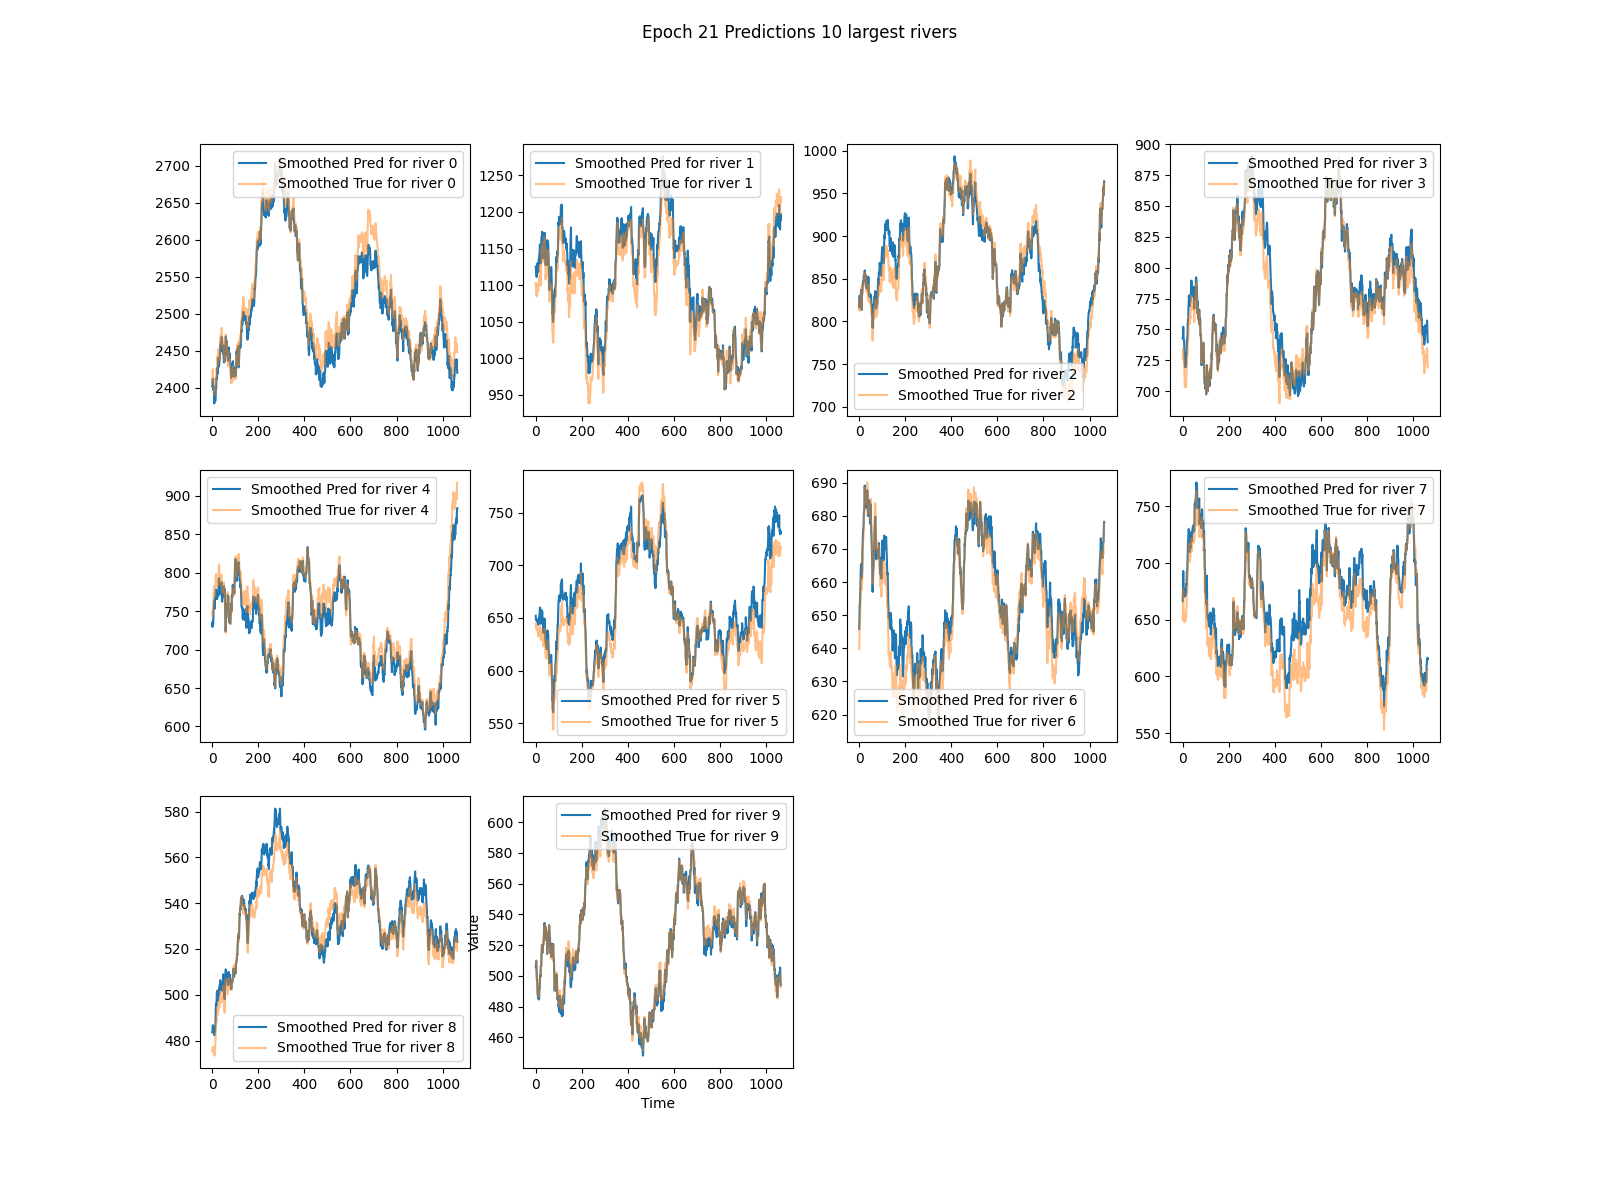 Epoch 21 Predictions 10 largest rivers
Smoothed Pred for river 0
Smoothed True for river 0
2700
2650
2600
2550
2500
2450
2400
0 200 400 600 800 1000
Smoothed Pred for river 1
Smoothed True for river 1
1250
1200
1150
1100
1050
1000
950
0 200 400 600 800 1000
1000
950
900
850
800
750
700
Smoothed Pred for river 2
Smoothed True for river 2
0 200 400 600 800 1000
900
875
850
825
800
775
750
725
700
Smoothed Pred for river 3
Smoothed True for river 3
0 200 400 600 800 1000
Smoothed Pred for river 4
Smoothed True for river 4
900
850
800
750
700
650
600
0 200 400 600 800 1000
750
700
650
600
550
Smoothed Pred for river 5
Smoothed True for river 5
0 200 400 600 800 1000
690
680
670
660
650
640
630
620
Smoothed Pred for river 6
Smoothed True for river 6
0 200 400 600 800 1000
Smoothed Pred for river 7
Smoothed True for river 7
750
700
650
600
550
0 200 400 600 800 1000
580
560
540
520
500
480
Smoothed Pred for river 8
Smoothed True for river 8
0 200 400 600 800 1000
Smoothed Pred for river 9
Smoothed True for river 9
600
580
560
540
520
500
480
460
Value
0 200 400 600 800 1000
Time